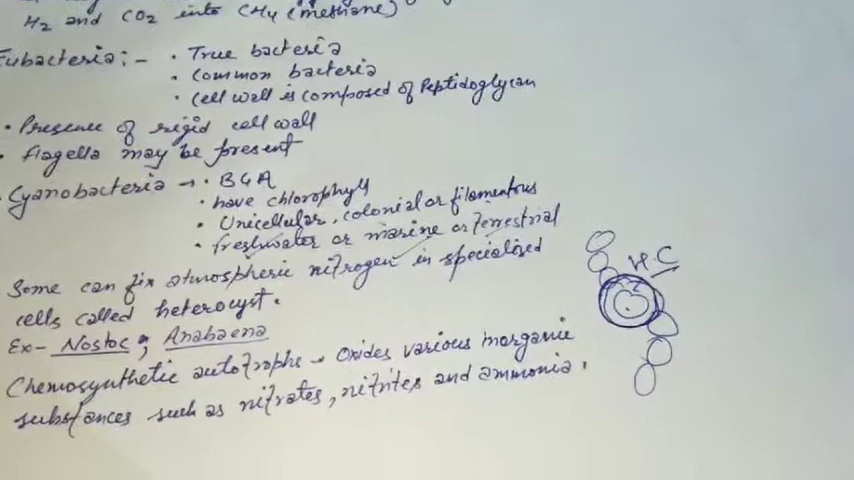 H2 and CO2 into CH4 (methane)
Eubacteria:- • True bacteria
• Common bacteria
• Cell wall is composed of Peptidoglycan
• Presence of rigid cell wall
• flagella may be present
• Cyanobacteria → • BGA
• have chlorophyll
• Unicellular, colonial or filamentous
• freshwater or marine or terrestrial
Some can fix atmospheric nitrogen in specialized
cells called heterocyst.
Ex- Nostoc, Anabaena
Chemosynthetic autotrophs → Oxides various inorganic
substances such as nitrates, nitrites and ammonia.
H.C
N2